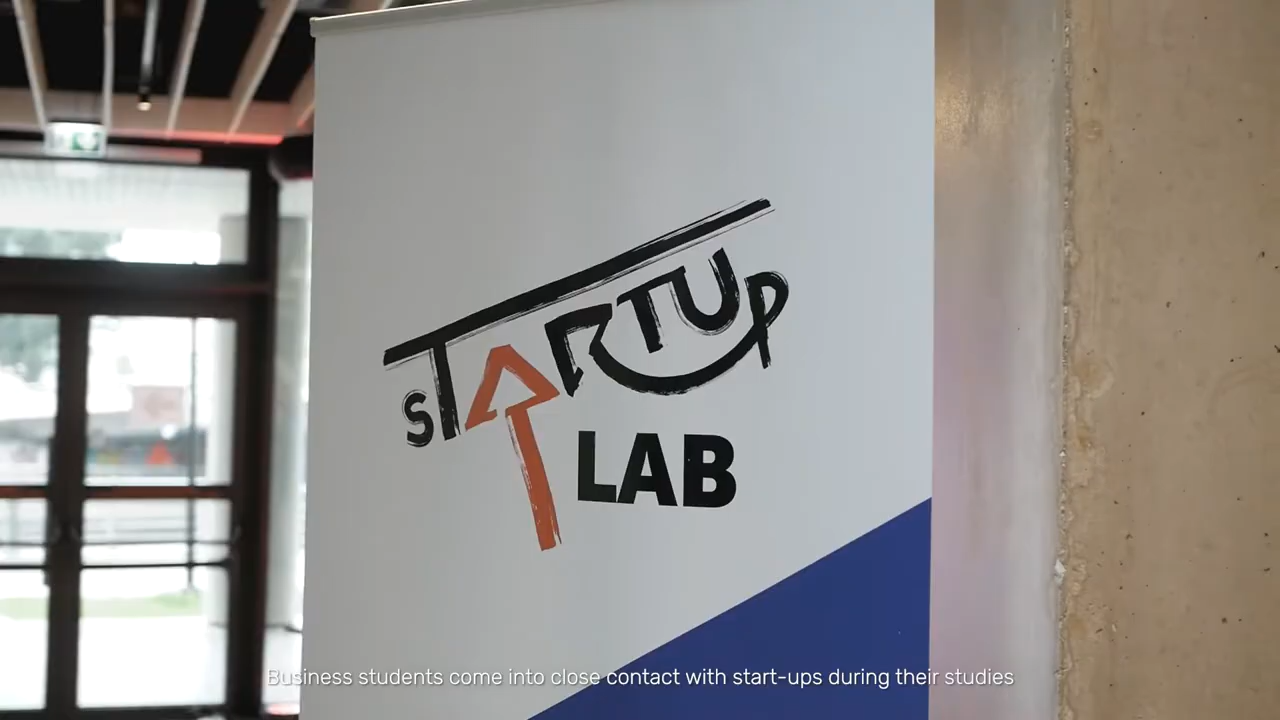 STARTUP
LAB
Business students come into close contact with start-ups during their studies